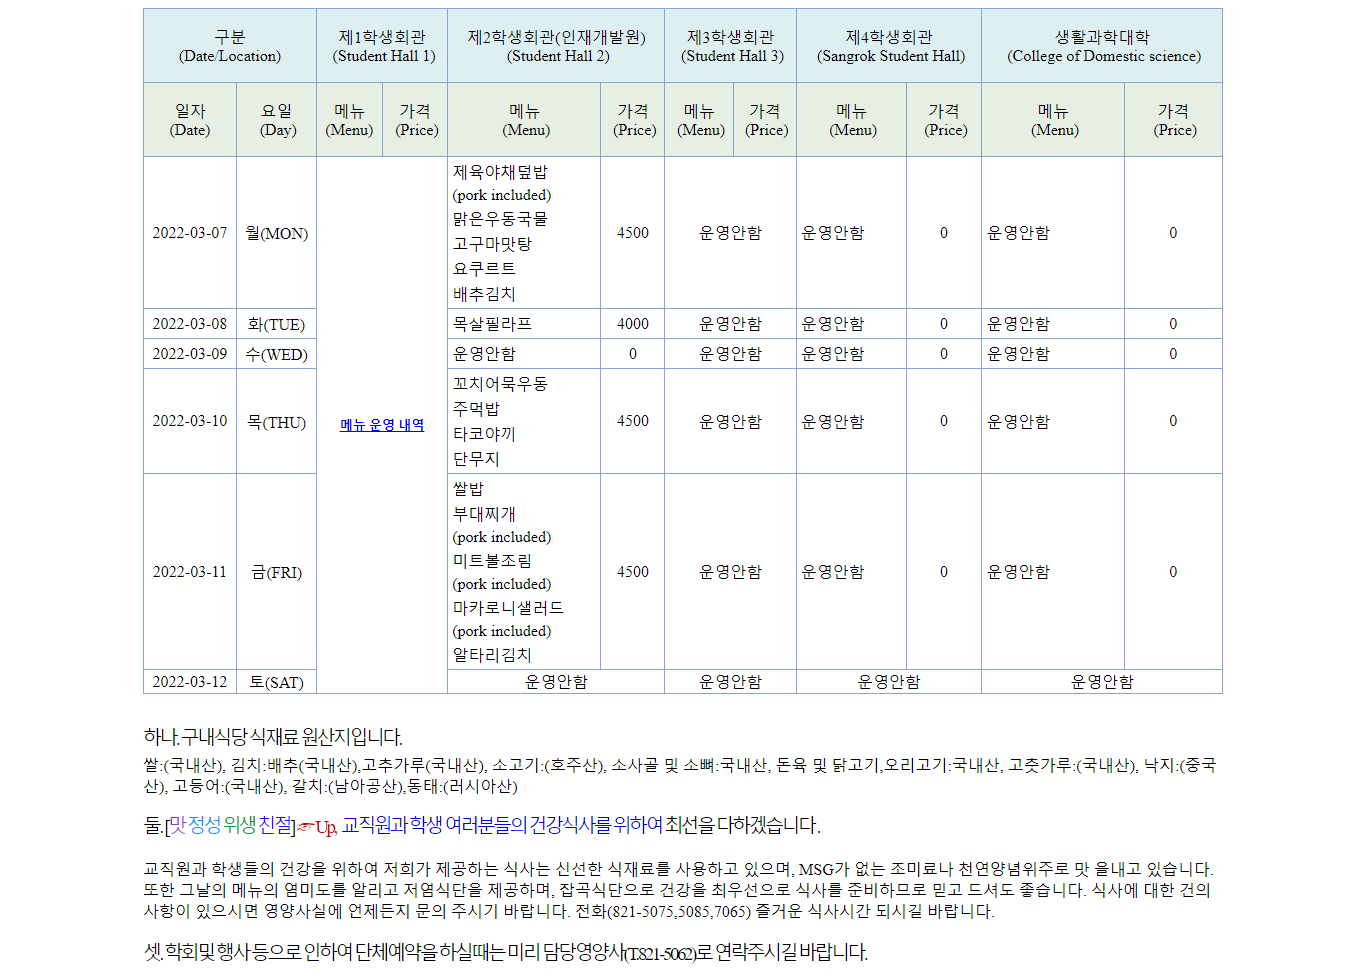 구분 제1학생회관 제2학생회관(인재개발원) 제3학생회관 제4학생회관 생활과학대학
(Date/Location) (Student Hall 1) (Student Hall 2) (Student Hall 3) (Sangrok Student Hall) (College of Domestic science)
일자 요일 메뉴 가격 메뉴 가격 메뉴 가격 메뉴 가격 메뉴 가격
(Date) (Day) (Menu) (Price) (Menu) (Price) (Menu) (Price) (Menu) (Price) (Menu) (Price)
제육야채덮밥
(pork included)
맑은우동국물
2022-03-07 월(MON) 4500 운영안함 운영안함 0 운영안함 0
고구마맛탕
요쿠르트
배추김치
2022-03-08 화(TUE) 목살필라프 4000 운영안함 운영안함 0 운영안함 0
2022-03-09 수(WED) 운영안함 0 운영안함 운영안함 0 운영안함 0
꼬치어묵우동
주먹밥
2022-03-10 목(THU) 4500 운영안함 운영안함 0 운영안함 0
메뉴 운영 내역
타코야끼
단무지
쌀밥
부대찌개
(pork included)
미트볼조림
2022-03-11 금(FRI) 4500 운영안함 운영안함 0 운영안함 0
(pork included)
마카로니샐러드
(pork included)
알타리김치
2022-03-12 토(SAT) 운영안함 운영안함 운영안함 운영안함
하나.구내식당 식재료 원산지입니다.
쌀:(국내산), 김치:배추(국내산),고추가루(국내산), 소고기:(호주산), 소사골 및 소뼈:국내산, 돈육 및 닭고기,오리고기:국내산, 고춧가루:(국내산), 낙지:(중국
산), 고등어:(국내산), 갈치:(남아공산),동태:(러시아산)
둘.[맛 정성 위생 친절]☞Up, 교직원과 학생 여러분들의 건강식사를 위하여 최선을 다하겠습니다.
교직원과 학생들의 건강을 위하여 저희가 제공하는 식사는 신선한 식재료를 사용하고 있으며, MSG가 없는 조미료나 천연양념위주로 맛 을내고 있습니다.
또한 그날의 메뉴의 염미도를 알리고 저염식단을 제공하며, 잡곡식단으로 건강을 최우선으로 식사를 준비하므로 믿고 드셔도 좋습니다. 식사에 대한 건의
사항이 있으시면 영양사실에 언제든지 문의 주시기 바랍니다. 전화(821-5075,5085,7065) 즐거운 식사시간 되시길 바랍니다.
셋. 학회및 행사 등으로 인하여 단체예약을 하실때는 미리 담당영양사(T.821-5062)로 연락주시길 바랍니다.